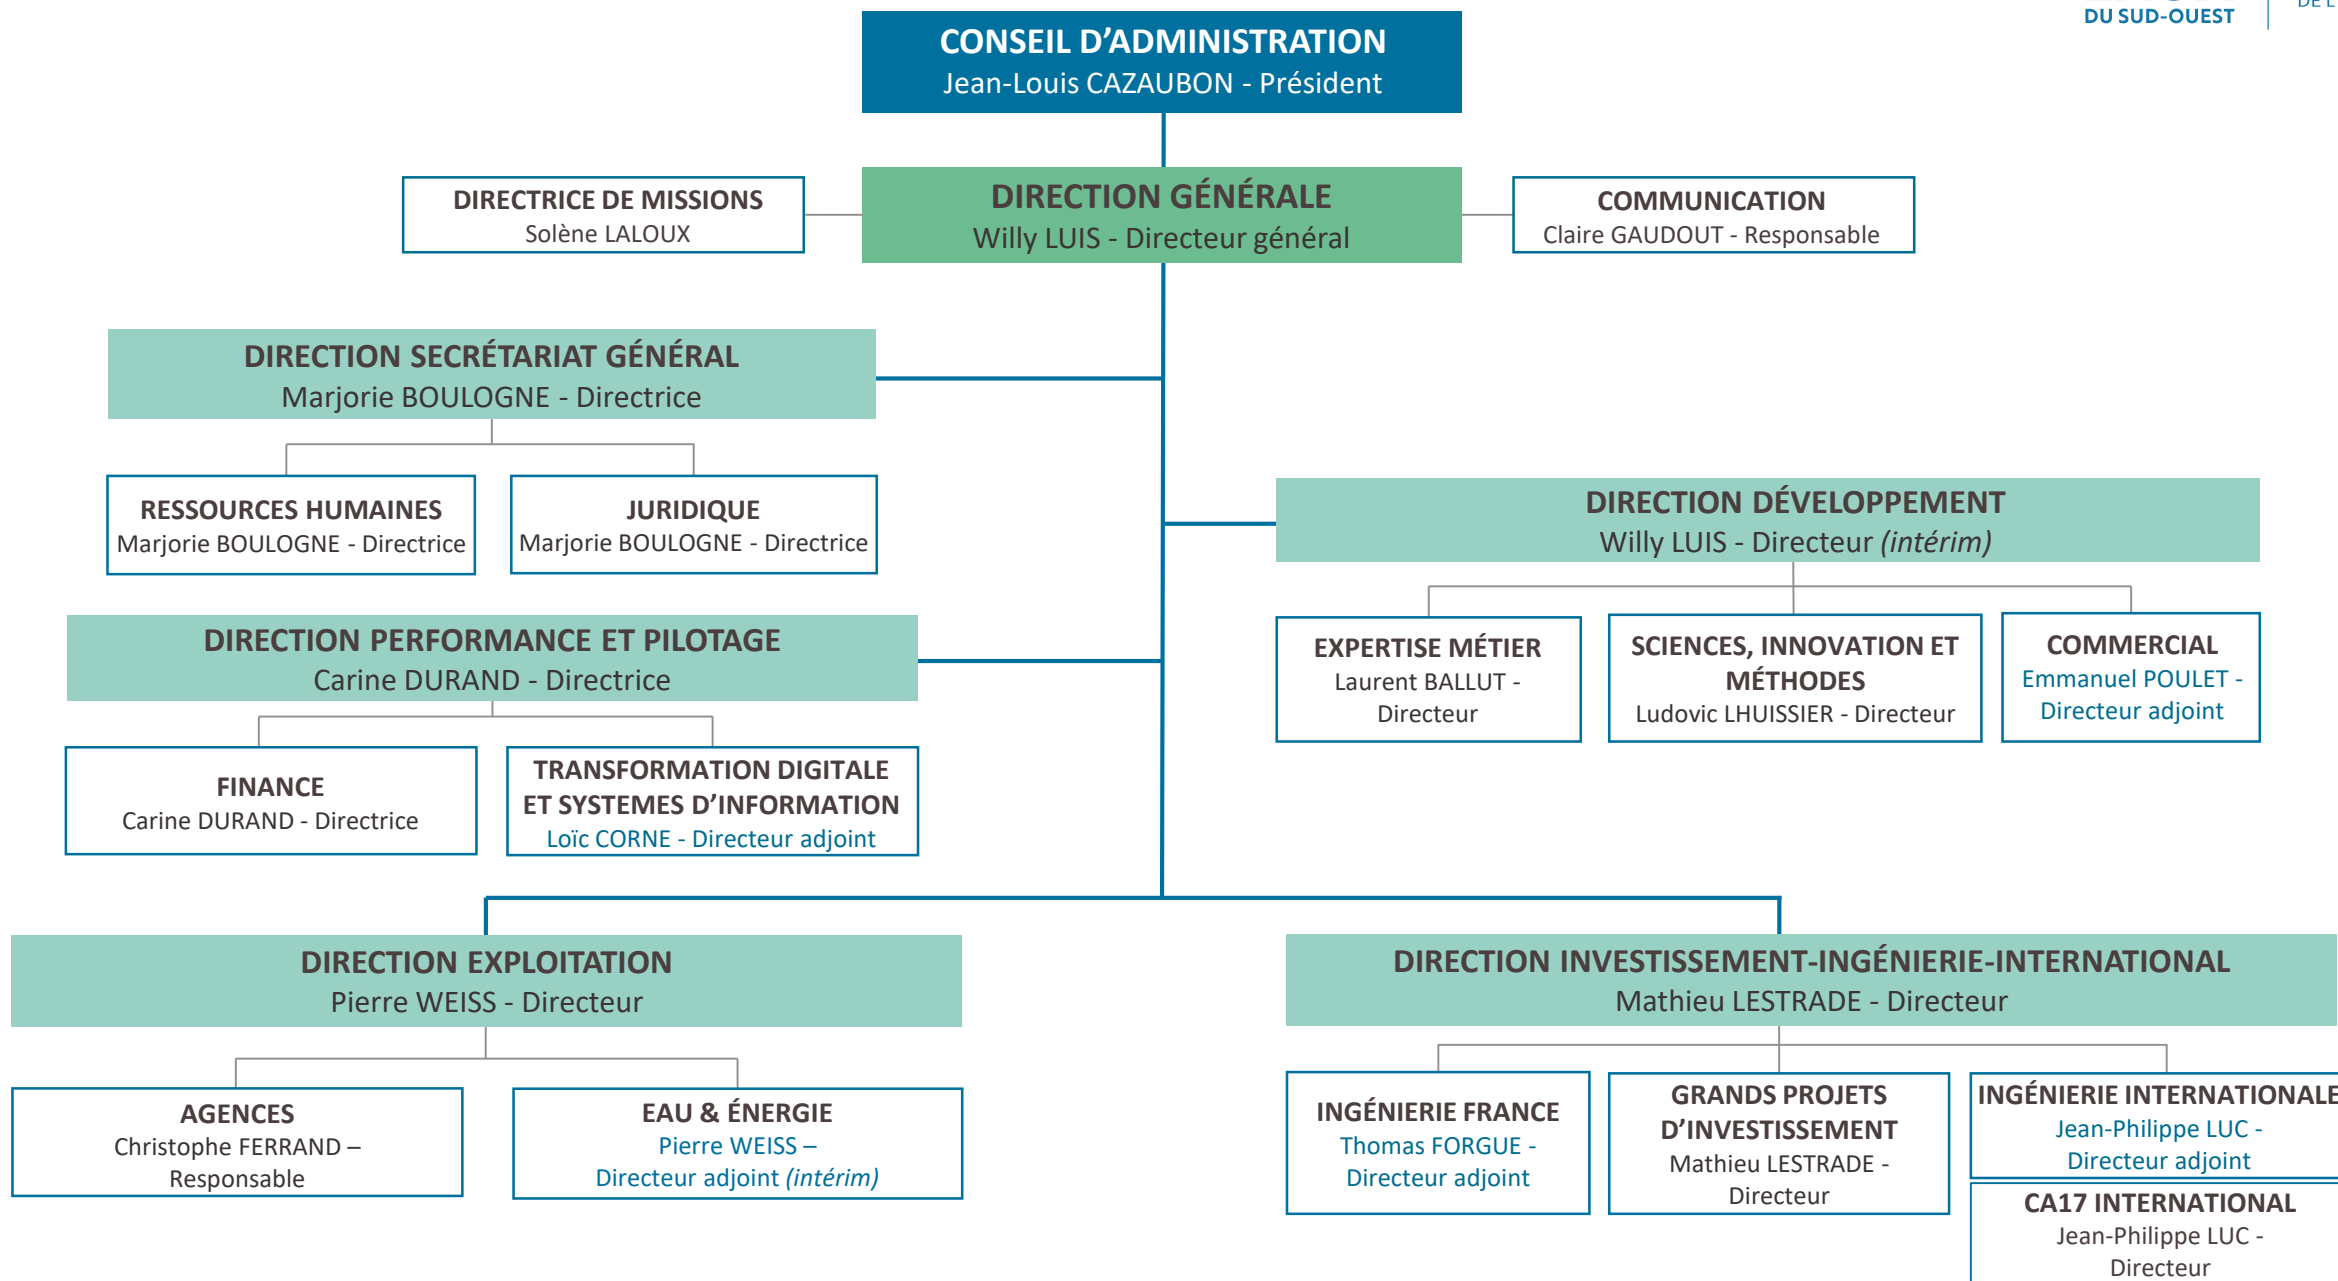 DU SUD-OUEST
DE L'
CONSEIL D'ADMINISTRATION
Jean-Louis CAZAUBON - Président
DIRECTRICE DE MISSIONS
Solène LALOUX
DIRECTION GÉNÉRALE
Willy LUIS - Directeur général
COMMUNICATION
Claire GAUDOUT - Responsable
DIRECTION SECRÉTARIAT GÉNÉRAL
Marjorie BOULOGNE - Directrice
RESSOURCES HUMAINES
Marjorie BOULOGNE - Directrice
JURIDIQUE
Marjorie BOULOGNE - Directrice
DIRECTION DÉVELOPPEMENT
Willy LUIS - Directeur (intérim)
EXPERTISE MÉTIER
Laurent BALLUT -
Directeur
SCIENCES, INNOVATION ET
MÉTHODES
Ludovic LHUISSIER - Directeur
COMMERCIAL
Emmanuel POULET -
Directeur adjoint
DIRECTION PERFORMANCE ET PILOTAGE
Carine DURAND - Directrice
FINANCE
Carine DURAND - Directrice
TRANSFORMATION DIGITALE
ET SYSTEMES D'INFORMATION
Loïc CORNE - Directeur adjoint
DIRECTION EXPLOITATION
Pierre WEISS - Directeur
AGENCES
Christophe FERRAND –
Responsable
EAU & ÉNERGIE
Pierre WEISS –
Directeur adjoint (intérim)
DIRECTION INVESTISSEMENT-INGÉNIERIE-INTERNATIONAL
Mathieu LESTRADE - Directeur
INGÉNIERIE FRANCE
Thomas FORGUE -
Directeur adjoint
GRANDS PROJETS
D'INVESTISSEMENT
Mathieu LESTRADE -
Directeur
INGÉNIERIE INTERNATIONALE
Jean-Philippe LUC -
Directeur adjoint
CA17 INTERNATIONAL
Jean-Philippe LUC -
Directeur